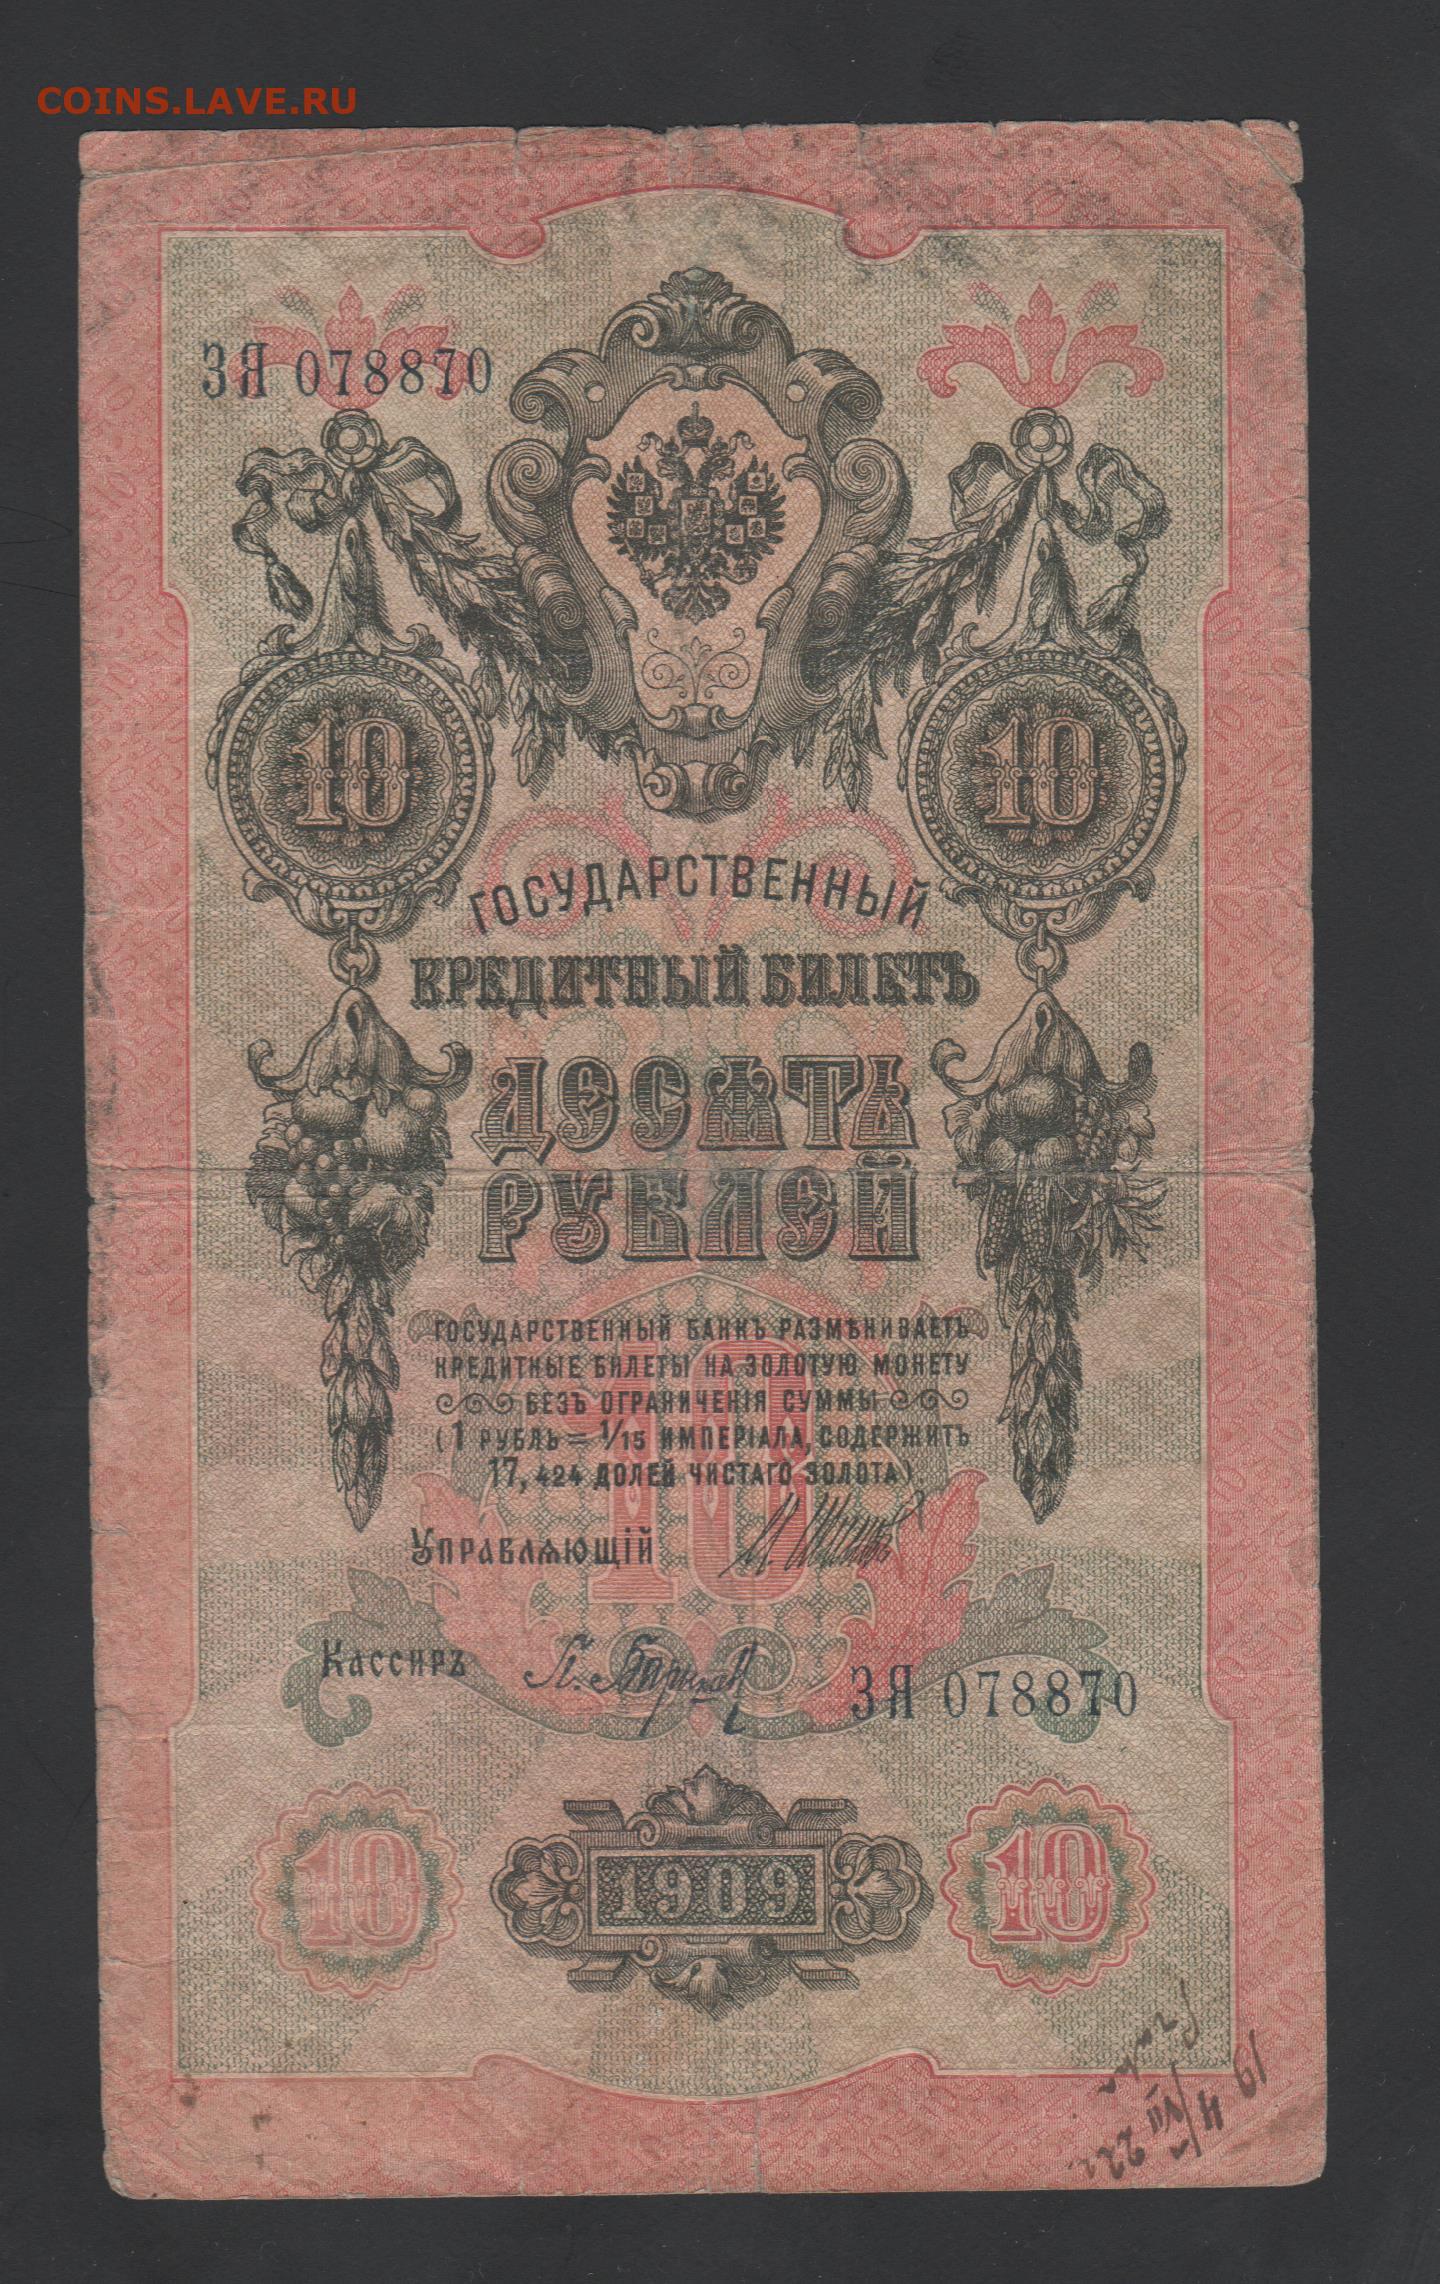 COINS.LAVE.RU
ЗЯ 078870
10
10
ГОСУДАРСТВЕННЫЙ
КРЕДИТНЫЙ БИЛЕТЪ
ДЕСЯТЬ
РУБЛЕЙ
ГОСУДАРСТВЕННЫЙ БАНКЪ РАЗМѢНИВАЕТЪ
КРЕДИТНЫЕ БИЛЕТЫ НА ЗОЛОТУЮ МОНЕТУ
БЕЗЪ ОГРАНИЧЕНІЯ СУММЫ
(1 РУБЛЬ = 1/15 ИМПЕРІАЛА, СОДЕРЖИТЪ
17,424 ДОЛЕЙ ЧИСТАГО ЗОЛОТА).
10
УПРАВЛЯЮЩІЙ
КАССИРЪ
ЗЯ 078870
10
1909
10